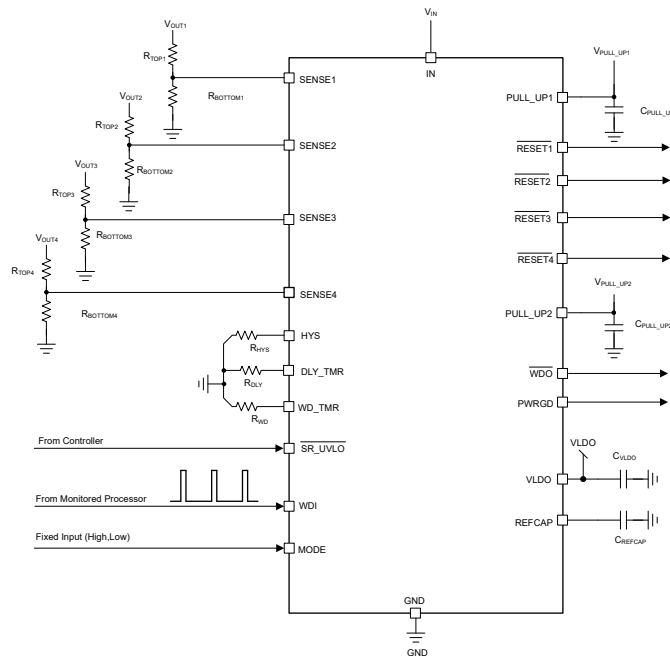 VIN
VOUT1
IN
VPULL_UP1
RTOP1
SENSE1
PULL_UP1
RBOTTOM1
CPULL_U
VOUT2
RTOP2
SENSE2
RESET1
RBOTTOM2
RESET2
VOUT3
RTOP3
SENSE3
RESET3
RBOTTOM3
VOUT4
RESET4
RTOP4
SENSE4
VPULL_UP2
RBOTTOM4
PULL_UP2
CPULL_UP2
HYS
RHYS
DLY_TMR
RDLY
WDO
WD_TMR
PWRGD
RWD
From Controller
SR_UVLO
VLDO
CVLDO
VLDO
From Monitored Processor
WDI
REFCAP
CREFCAP
Fixed Input (High,Low)
MODE
GND
GND